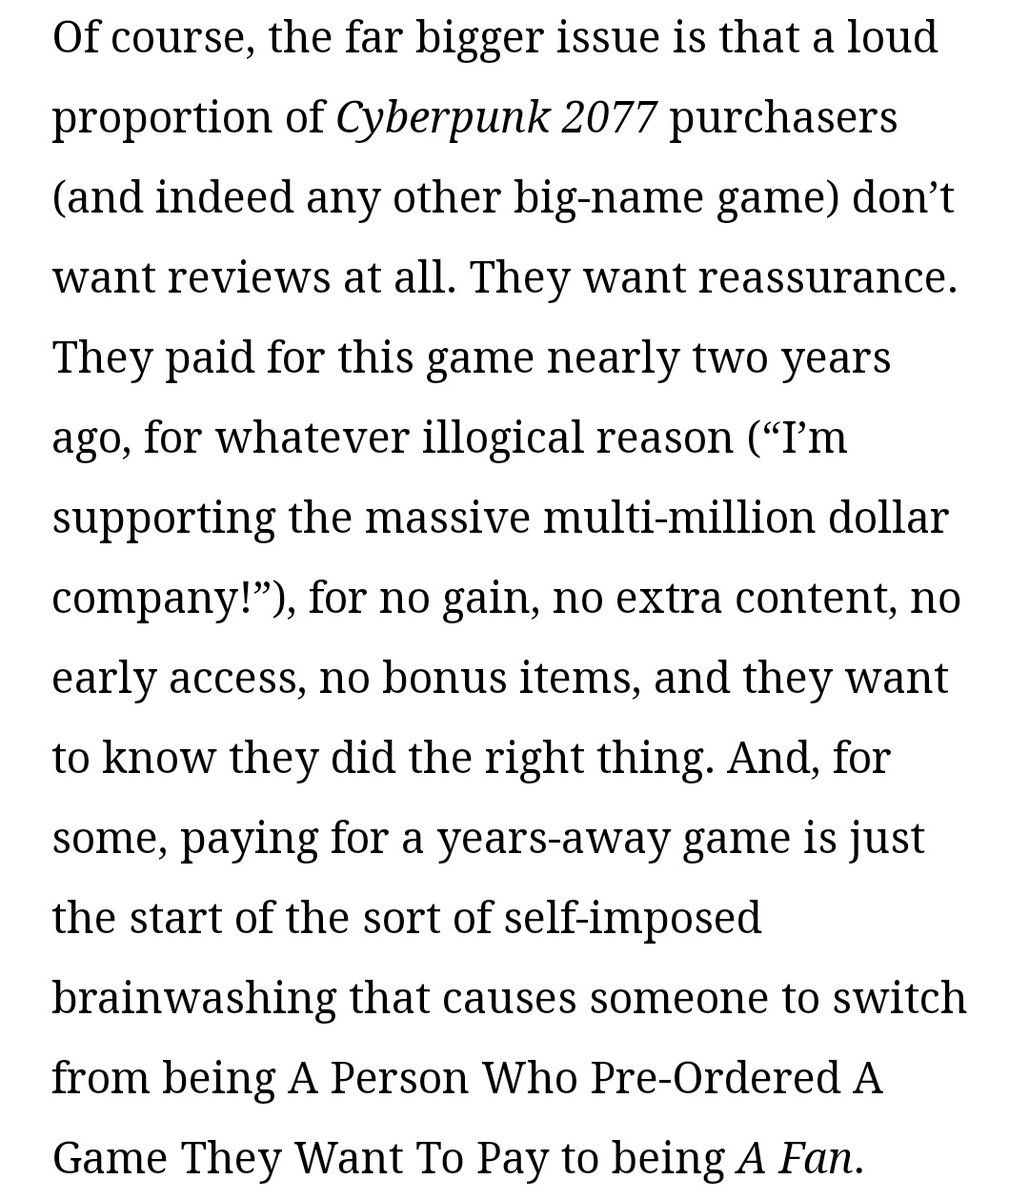 Of course, the far bigger issue is that a loud
proportion of Cyberpunk 2077 purchasers
(and indeed any other big-name game) don’t
want reviews at all. They want reassurance.
They paid for this game nearly two years
ago, for whatever illogical reason (“I’m
supporting the massive multi-million dollar
company!”), for no gain, no extra content, no
early access, no bonus items, and they want
to know they did the right thing. And, for
some, paying for a years-away game is just
the start of the sort of self-imposed
brainwashing that causes someone to switch
from being A Person Who Pre-Ordered A
Game They Want To Pay to being A Fan.